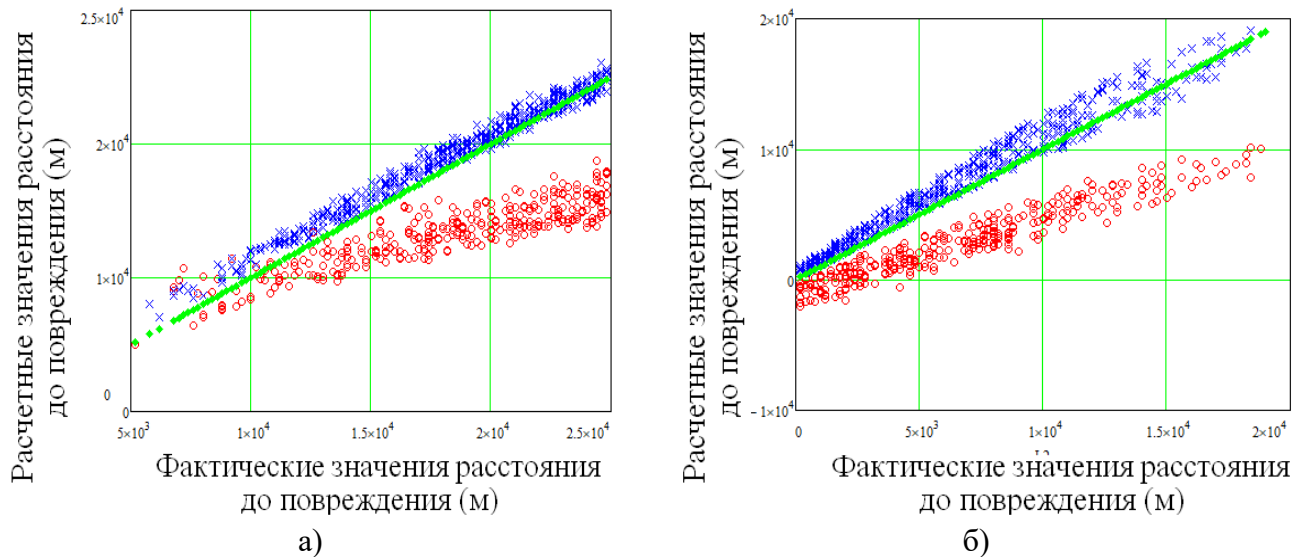 Расчетные значения расстояния
до повреждения (м)
2.5×10⁴
2×10⁴
1×10⁴
0
0
5×10³
1×10⁴
1.5×10⁴
2×10⁴
2.5×10⁴
Фактические значения расстояния
до повреждения (м)
а)
Расчетные значения расстояния
до повреждения (м)
2×10⁴
1×10⁴
0
−1×10⁴
0
5×10³
1×10⁴
1.5×10⁴
2×10⁴
Фактические значения расстояния
до повреждения (м)
б)